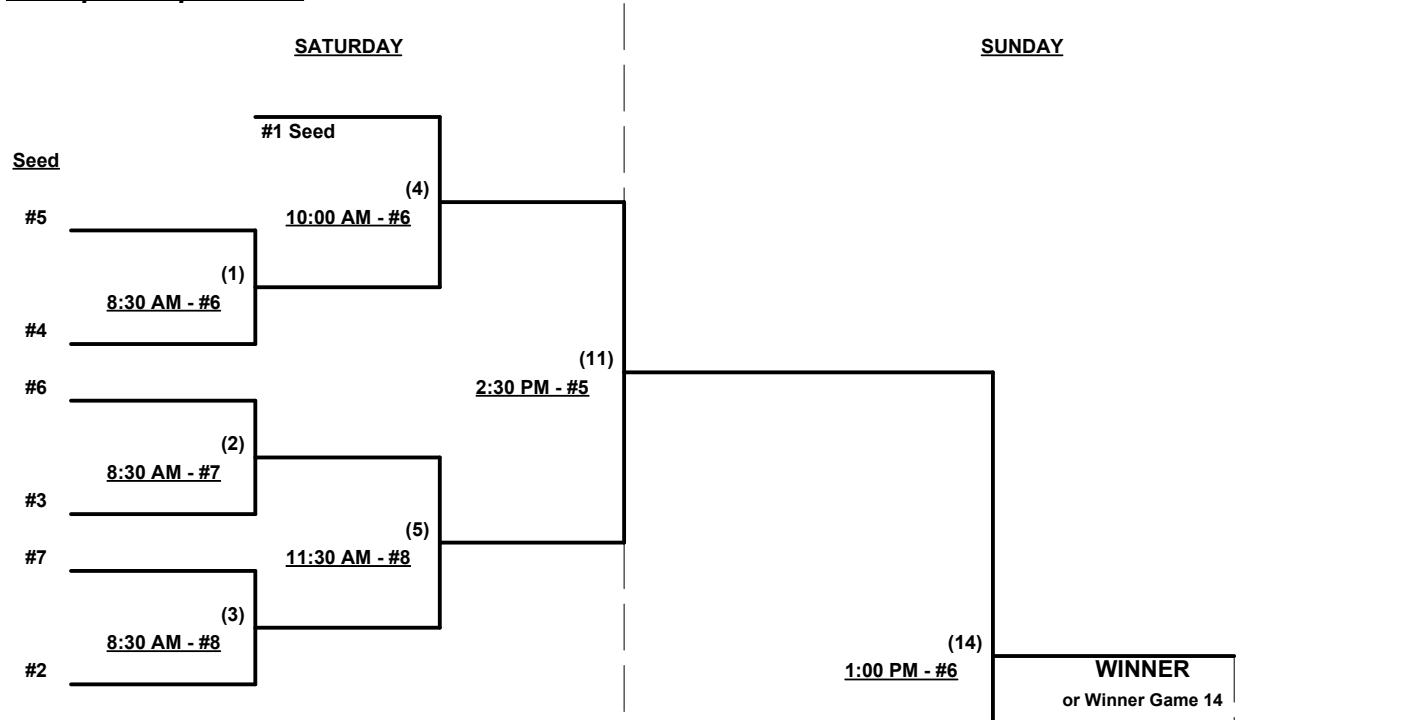 SATURDAY
SUNDAY
#1 Seed
Seed
(4)
#5
10:00 AM - #6
(1)
8:30 AM - #6
#4
(11)
#6
2:30 PM - #5
(2)
8:30 AM - #7
#3
(5)
#7
11:30 AM - #8
(3)
8:30 AM - #8
(14)
#2
1:00 PM - #6
WINNER
or Winner Game 14